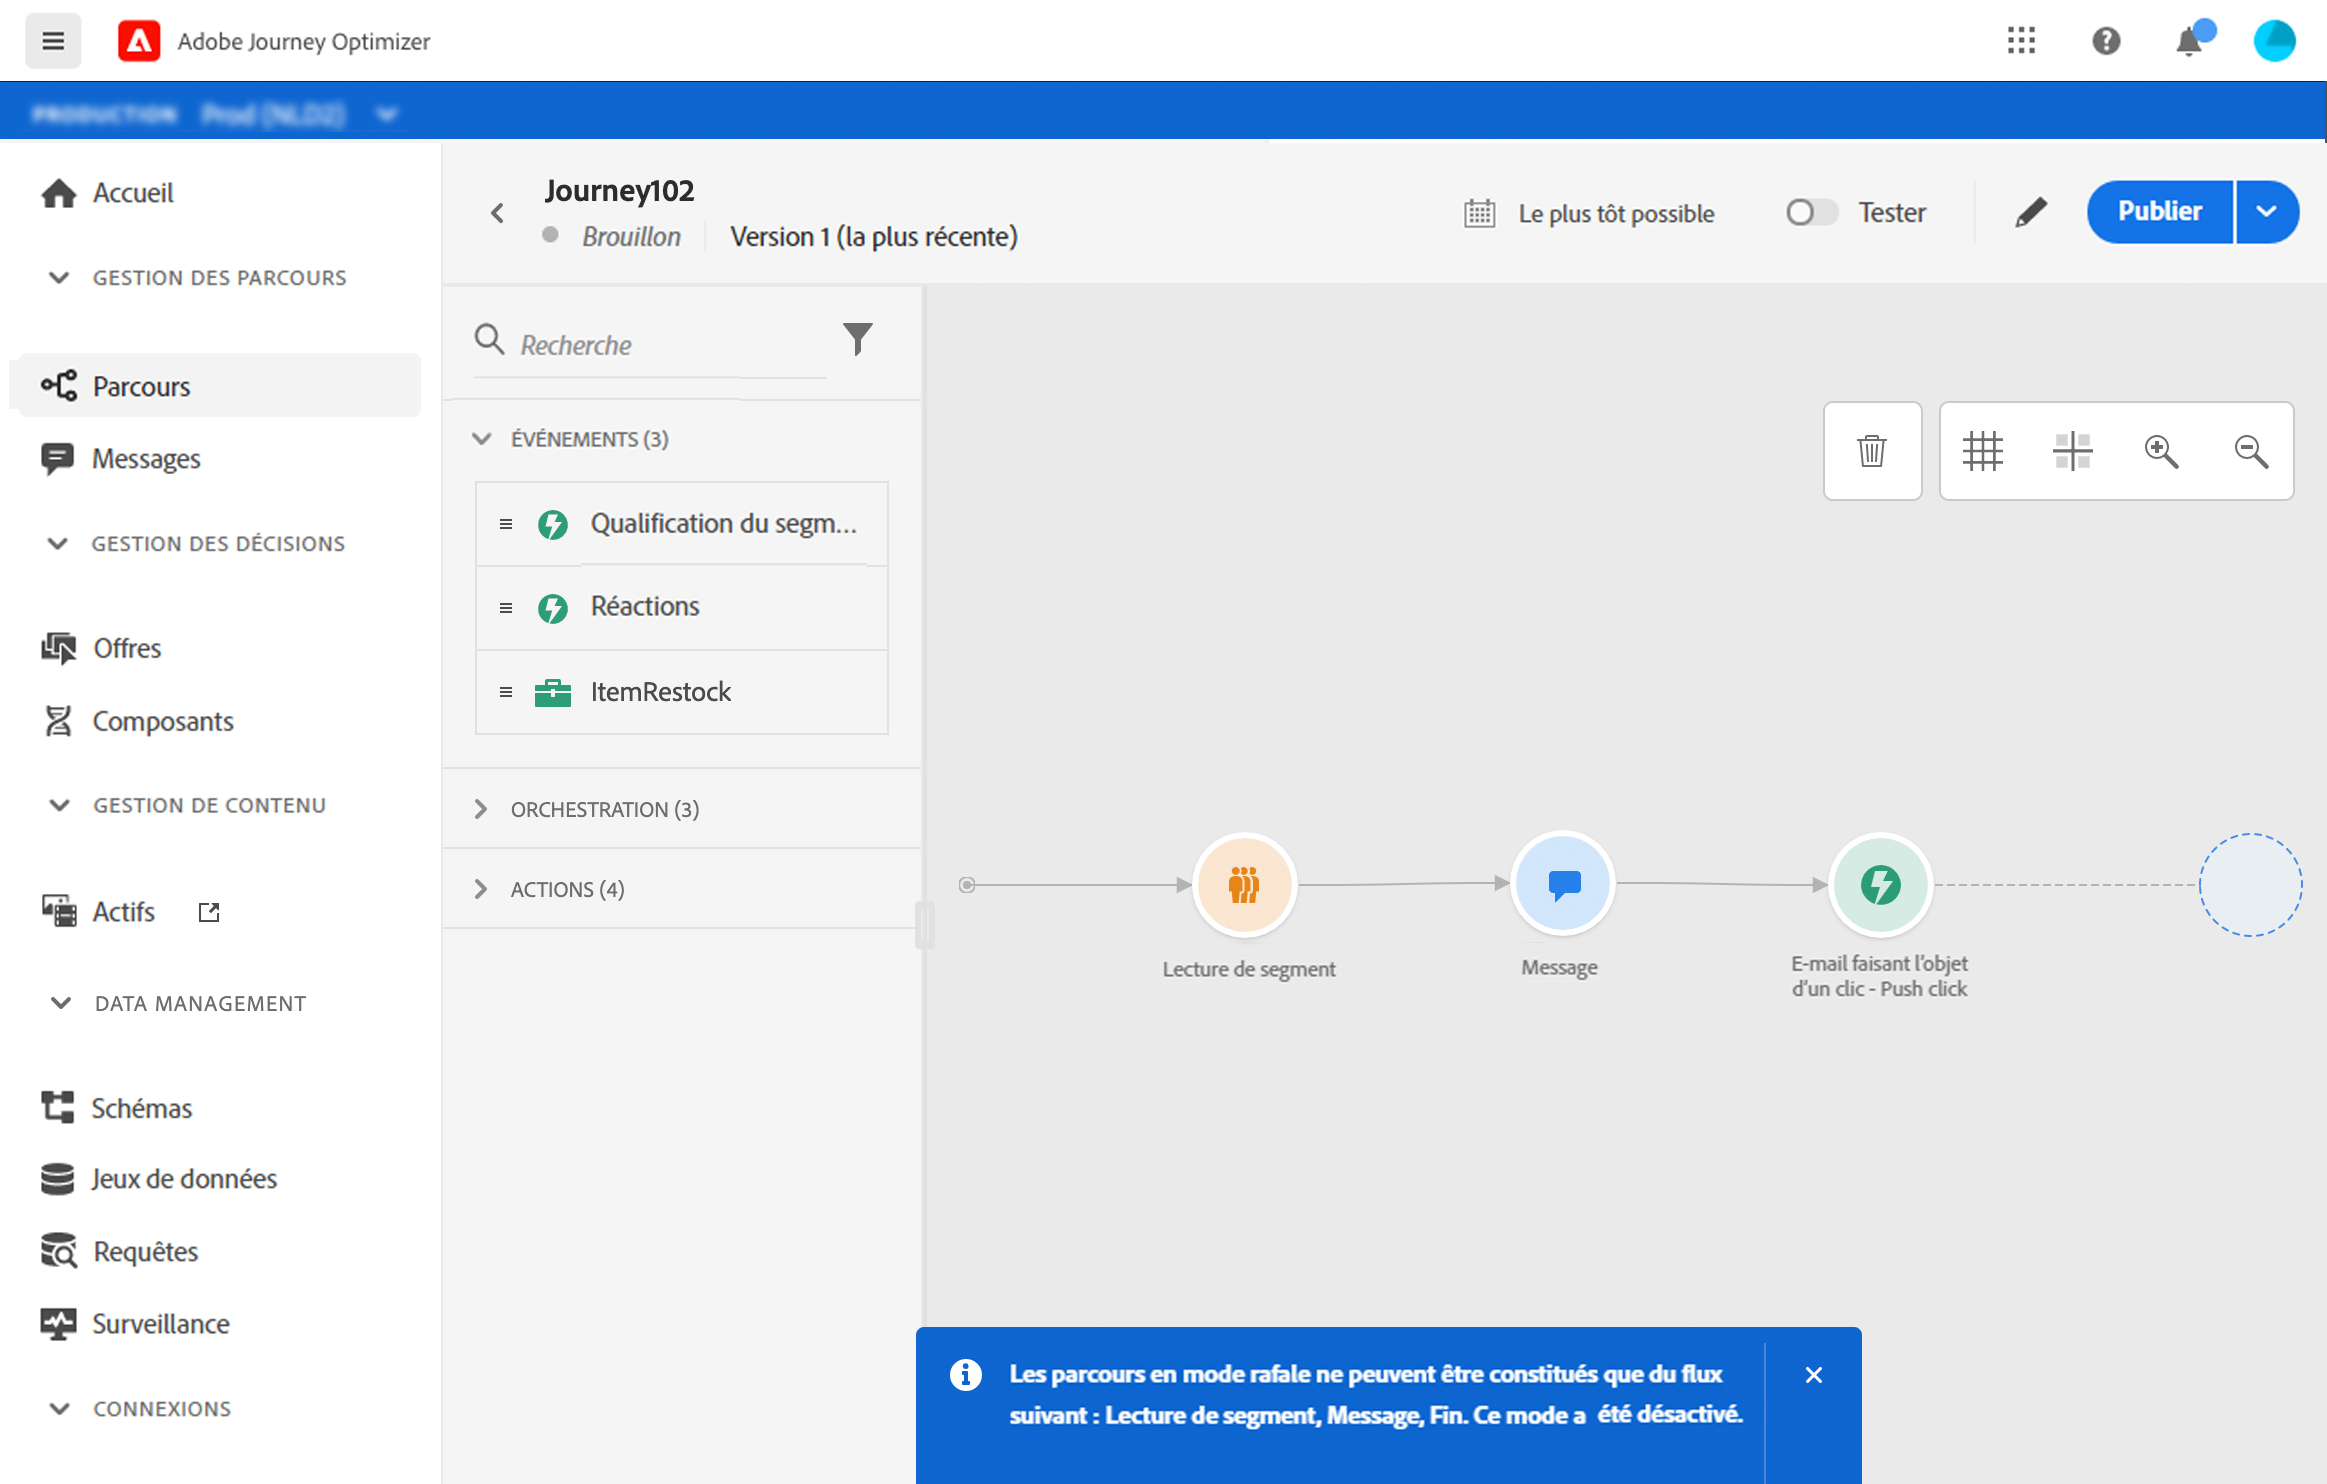 Adobe Journey Optimizer
PRODUCTION Prod (NLD2)
Accueil
GESTION DES PARCOURS
Parcours
Messages
GESTION DES DÉCISIONS
Offres
Composants
GESTION DE CONTENU
Actifs
DATA MANAGEMENT
Schémas
Jeux de données
Requêtes
Surveillance
CONNEXIONS
Journey102
Brouillon
Version 1 (la plus récente)
Le plus tôt possible
Tester
Publier
Recherche
ÉVÉNEMENTS (3)
Qualification du segm...
Réactions
ItemRestock
ORCHESTRATION (3)
ACTIONS (4)
Lecture de segment
Message
E-mail faisant l'objet
d'un clic - Push click
Les parcours en mode rafale ne peuvent être constitués que du flux
suivant : Lecture de segment, Message, Fin. Ce mode a été désactivé.